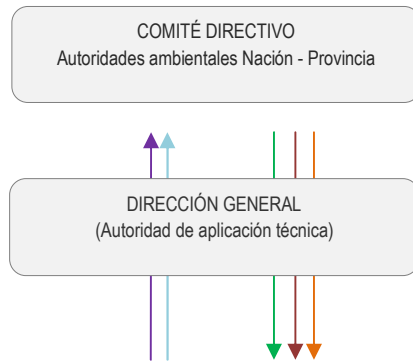 COMITÉ DIRECTIVO
Autoridades ambientales Nación - Provincia
DIRECCIÓN GENERAL
(Autoridad de aplicación técnica)